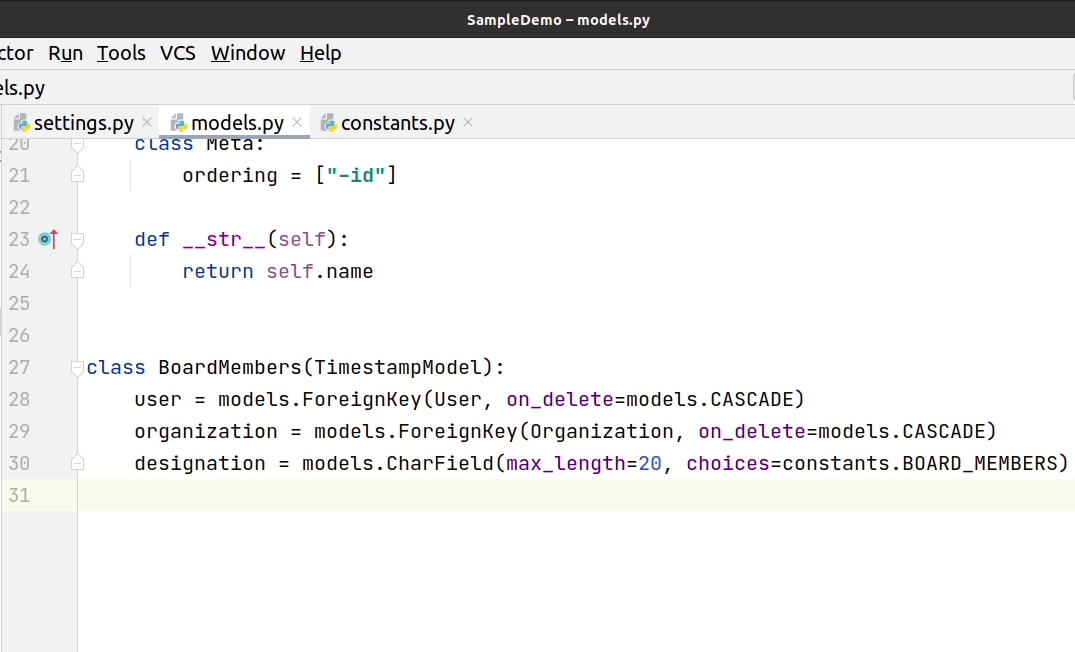 SampleDemo – models.py
ctor Run Tools VCS Window Help
els.py
settings.py models.py constants.py
20 class Meta:
21 ordering = ["-id"]
22
23 def __str__(self):
24 return self.name
25
26
27 class BoardMembers(TimestampModel):
28 user = models.ForeignKey(User, on_delete=models.CASCADE)
29 organization = models.ForeignKey(Organization, on_delete=models.CASCADE)
30 designation = models.CharField(max_length=20, choices=constants.BOARD_MEMBERS)
31